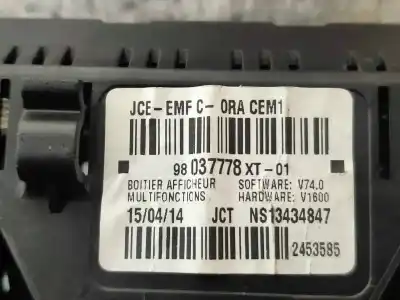 JCE-EMF C-ORA CEM1
98 037778 XT-01
BOITIER AFFICHEUR SOFTWARE: V74.0
MULTIFONCTIONS HARDWARE: V1600
15/04/14 JCT NS13434847
2453585